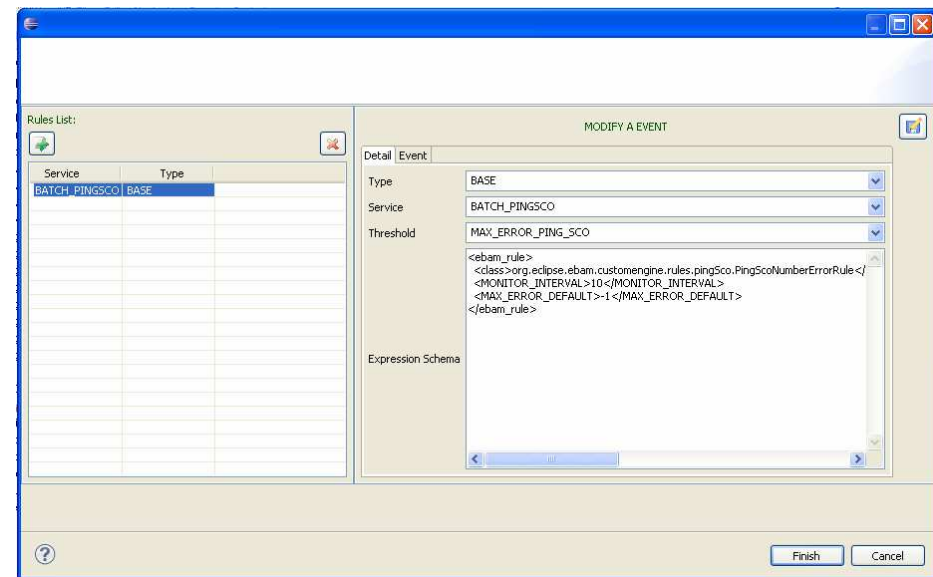 Rules List:
Service Type
BATCH_PINGSCO BASE
MODIFY A EVENT
Detail Event
Type BASE
Service BATCH_PINGSCO
Threshold MAX_ERROR_PING_SCO
Expression Schema
<ebam_rule>
<class>org.eclipse.ebam.customengine.rules.pingSco.PingScoNumberErrorRule</
<MONITOR_INTERVAL>10</MONITOR_INTERVAL>
<MAX_ERROR_DEFAULT>-1</MAX_ERROR_DEFAULT>
</ebam_rule>
Finish Cancel